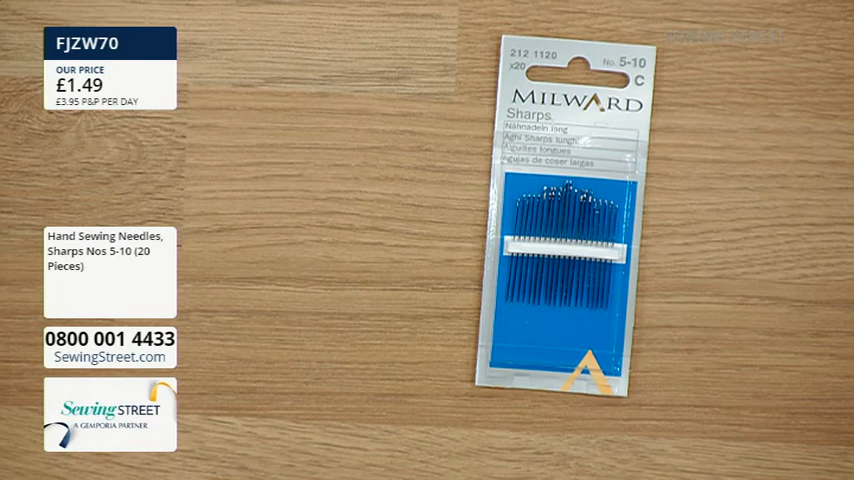 FJZW70
OUR PRICE
£1.49
£3.95 P&P PER DAY
Hand Sewing Needles,
Sharps Nos 5-10 (20
Pieces)
0800 001 4433
SewingStreet.com
Sewing STREET
A GEMPORIA PARTNER
212 1120
x20
No. 5-10
C
MILWARD
Sharps
Nähnadeln lang
Aghi Sharps lunghi
Aiguilles longues
Agujas de coser largas